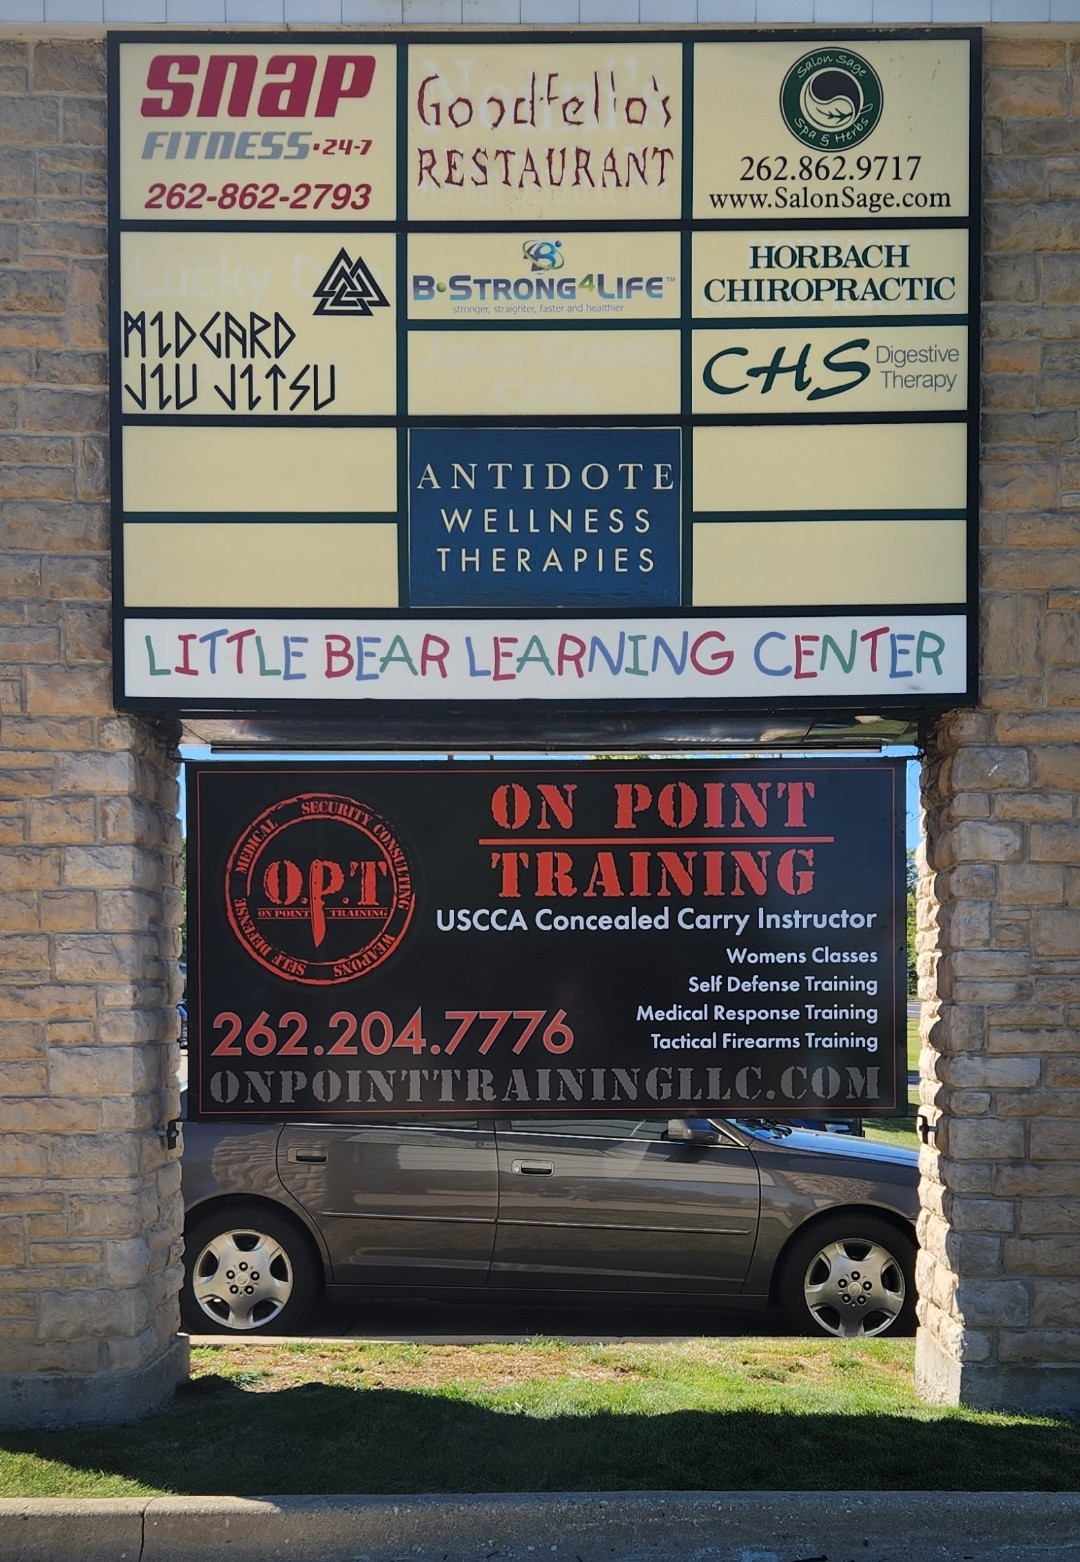 SNAP
FITNESS·24-7
262-862-2793
Goodfello's
RESTAURANT
Salon Sage
Spa & Herbs
262.862.9717
www.SalonSage.com
Lucky
MIDGARD
JIU JITSU
B
B·STRONG4LIFE™
stronger, straighter, faster and healthier
HORBACH
CHIROPRACTIC
CHS Digestive
Therapy
ANTIDOTE
WELLNESS
THERAPIES
LITTLE BEAR LEARNING CENTER
MEDICAL
SECURITY CONSULTING
WEAPONS
SELF DEFENSE
O.P.T
ON POINT TRAINING
ON POINT
TRAINING
USCCA Concealed Carry Instructor
Womens Classes
Self Defense Training
Medical Response Training
Tactical Firearms Training
262.204.7776
ONPOINTTRAININGLLC.COM